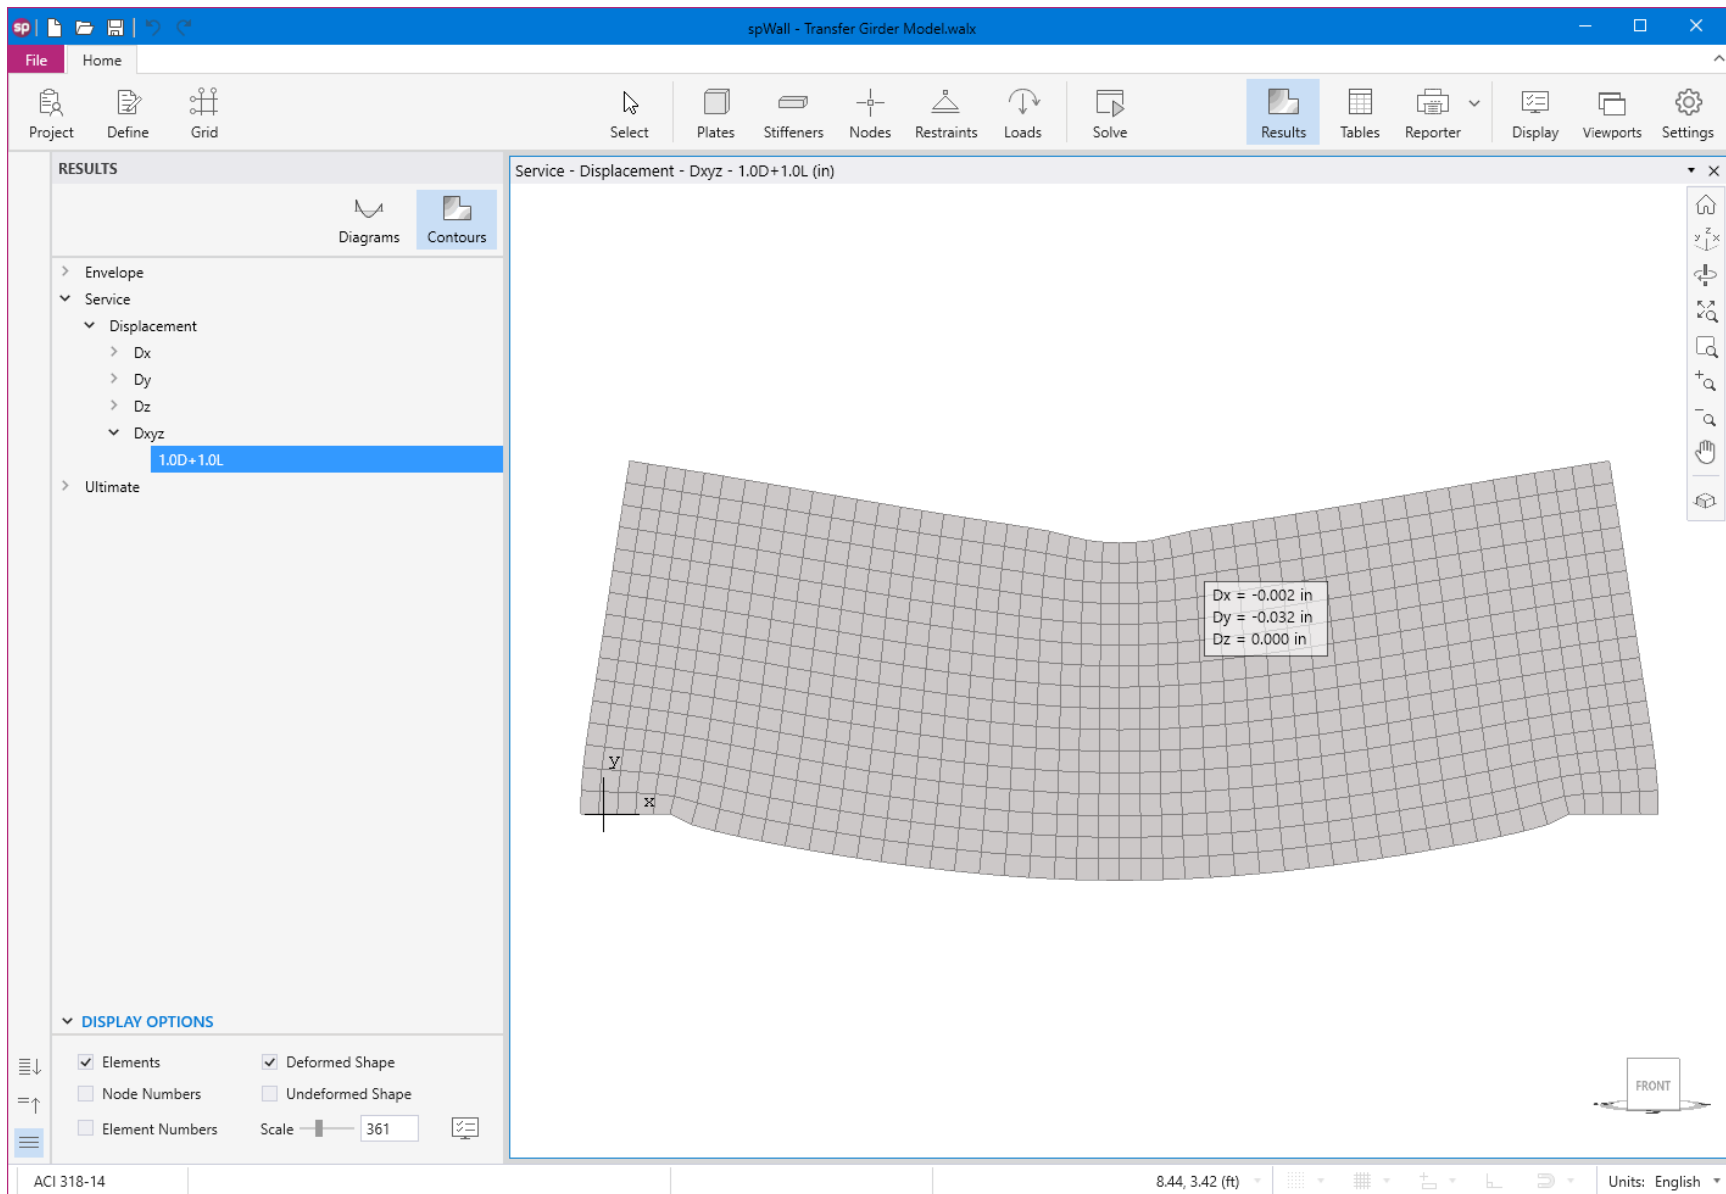 sp
spWall - Transfer Girder Model.walx
File Home
Project Define Grid Select Plates Stiffeners Nodes Restraints Loads Solve Results Tables Reporter Display Viewports Settings
RESULTS
Service - Displacement - Dxyz - 1.0D+1.0L (in)
Diagrams Contours
Envelope
Service
Displacement
Dx
Dy
Dz
Dxyz
1.0D+1.0L
Ultimate
Dx = -0.002 in
Dy = -0.032 in
Dz = 0.000 in
y
x
z
y x
DISPLAY OPTIONS
Elements Deformed Shape
Node Numbers Undeformed Shape
Element Numbers Scale 361
FRONT
ACI 318-14 8.44, 3.42 (ft) Units: English